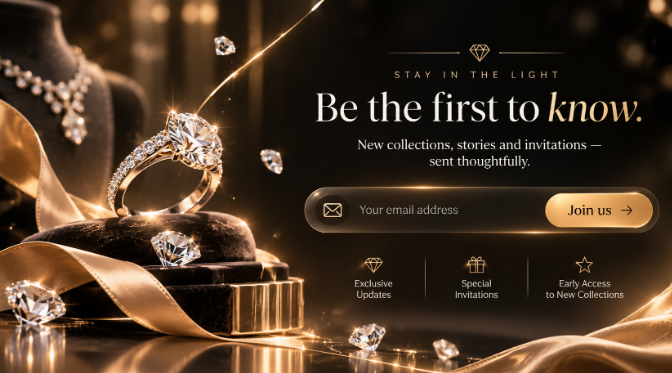 STAY IN THE LIGHT
Be the first to know.
New collections, stories and invitations —
sent thoughtfully.
Your email address
Join us →
Exclusive
Updates
Special
Invitations
Early Access
to New Collections